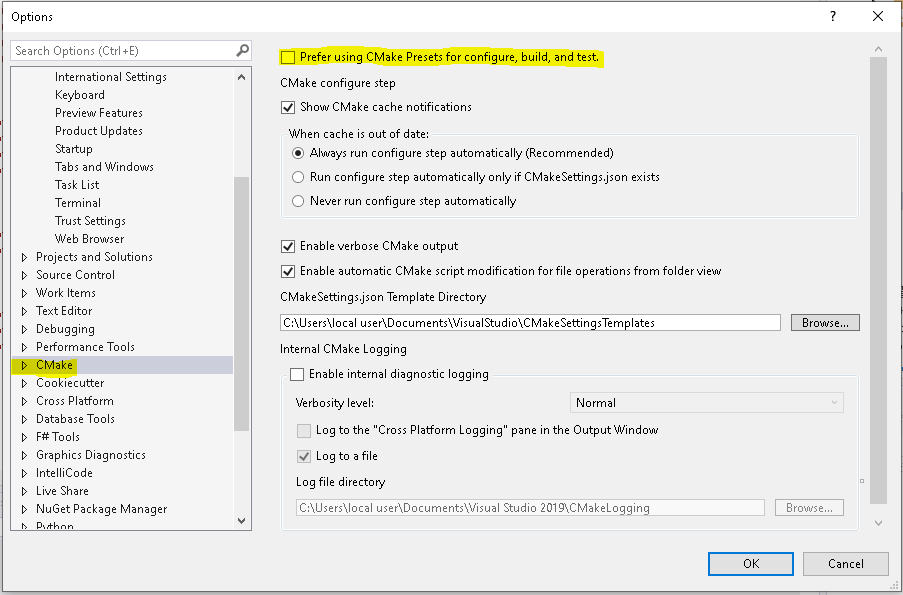 Options
?
Search Options (Ctrl+E)
International Settings
Keyboard
Preview Features
Product Updates
Startup
Tabs and Windows
Task List
Terminal
Trust Settings
Web Browser
Projects and Solutions
Source Control
Work Items
Text Editor
Debugging
Performance Tools
CMake
Cookiecutter
Cross Platform
Database Tools
F# Tools
Graphics Diagnostics
IntelliCode
Live Share
NuGet Package Manager
Python
Prefer using CMake Presets for configure, build, and test.
CMake configure step
Show CMake cache notifications
When cache is out of date:
Always run configure step automatically (Recommended)
Run configure step automatically only if CMakeSettings.json exists
Never run configure step automatically
Enable verbose CMake output
Enable automatic CMake script modification for file operations from folder view
CMakeSettings.json Template Directory
C:\Users\local user\Documents\VisualStudio\CMakeSettingsTemplates
Browse...
Internal CMake Logging
Enable internal diagnostic logging
Verbosity level:
Normal
Log to the "Cross Platform Logging" pane in the Output Window
Log to a file
Log file directory
C:\Users\local user\Documents\Visual Studio 2019\CMakeLogging
Browse...
OK
Cancel